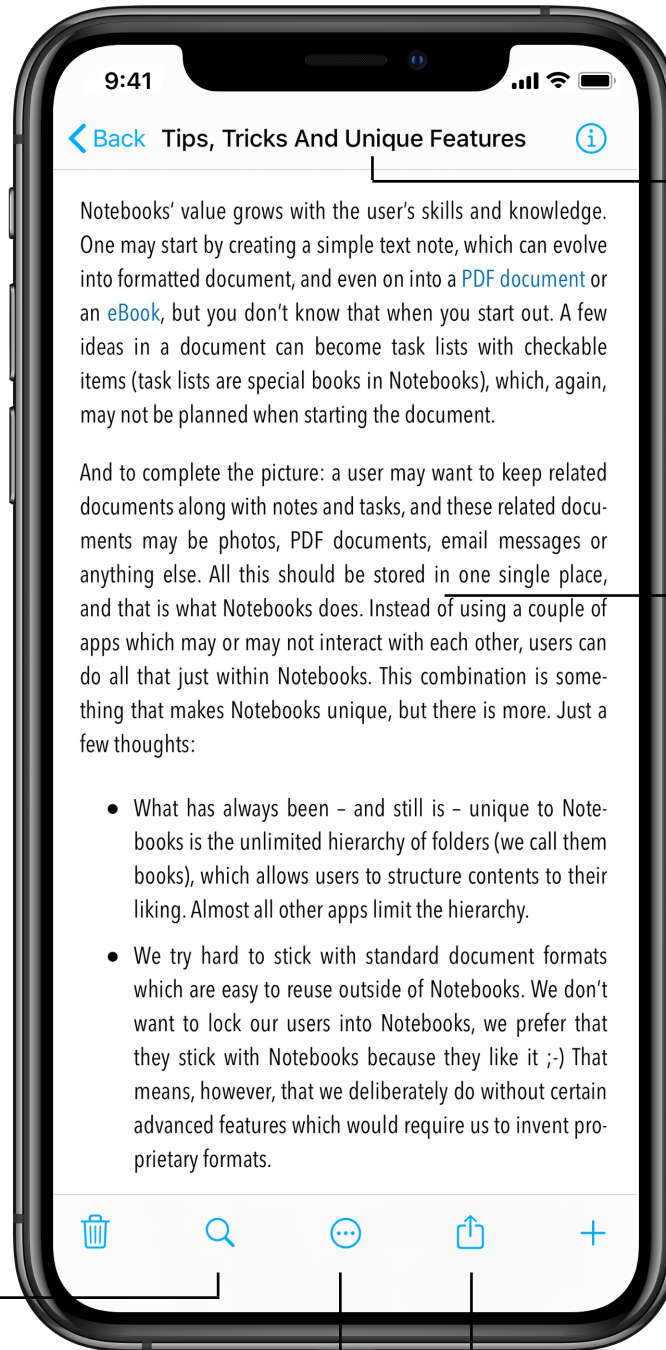 9:41
Back Tips, Tricks And Unique Features
Notebooks’ value grows with the user’s skills and knowledge.
One may start by creating a simple text note, which can evolve
into formatted document, and even on into a PDF document or
an eBook, but you don’t know that when you start out. A few
ideas in a document can become task lists with checkable
items (task lists are special books in Notebooks), which, again,
may not be planned when starting the document.
And to complete the picture: a user may want to keep related
documents along with notes and tasks, and these related docu-
ments may be photos, PDF documents, email messages or
anything else. All this should be stored in one single place,
and that is what Notebooks does. Instead of using a couple of
apps which may or may not interact with each other, users can
do all that just within Notebooks. This combination is some-
thing that makes Notebooks unique, but there is more. Just a
few thoughts:
• What has always been – and still is – unique to Note-
books is the unlimited hierarchy of folders (we call them
books), which allows users to structure contents to their
liking. Almost all other apps limit the hierarchy.
• We try hard to stick with standard document formats
which are easy to reuse outside of Notebooks. We don’t
want to lock our users into Notebooks, we prefer that
they stick with Notebooks because they like it ;-) That
means, however, that we deliberately do without certain
advanced features which would require us to invent pro-
prietary formats.